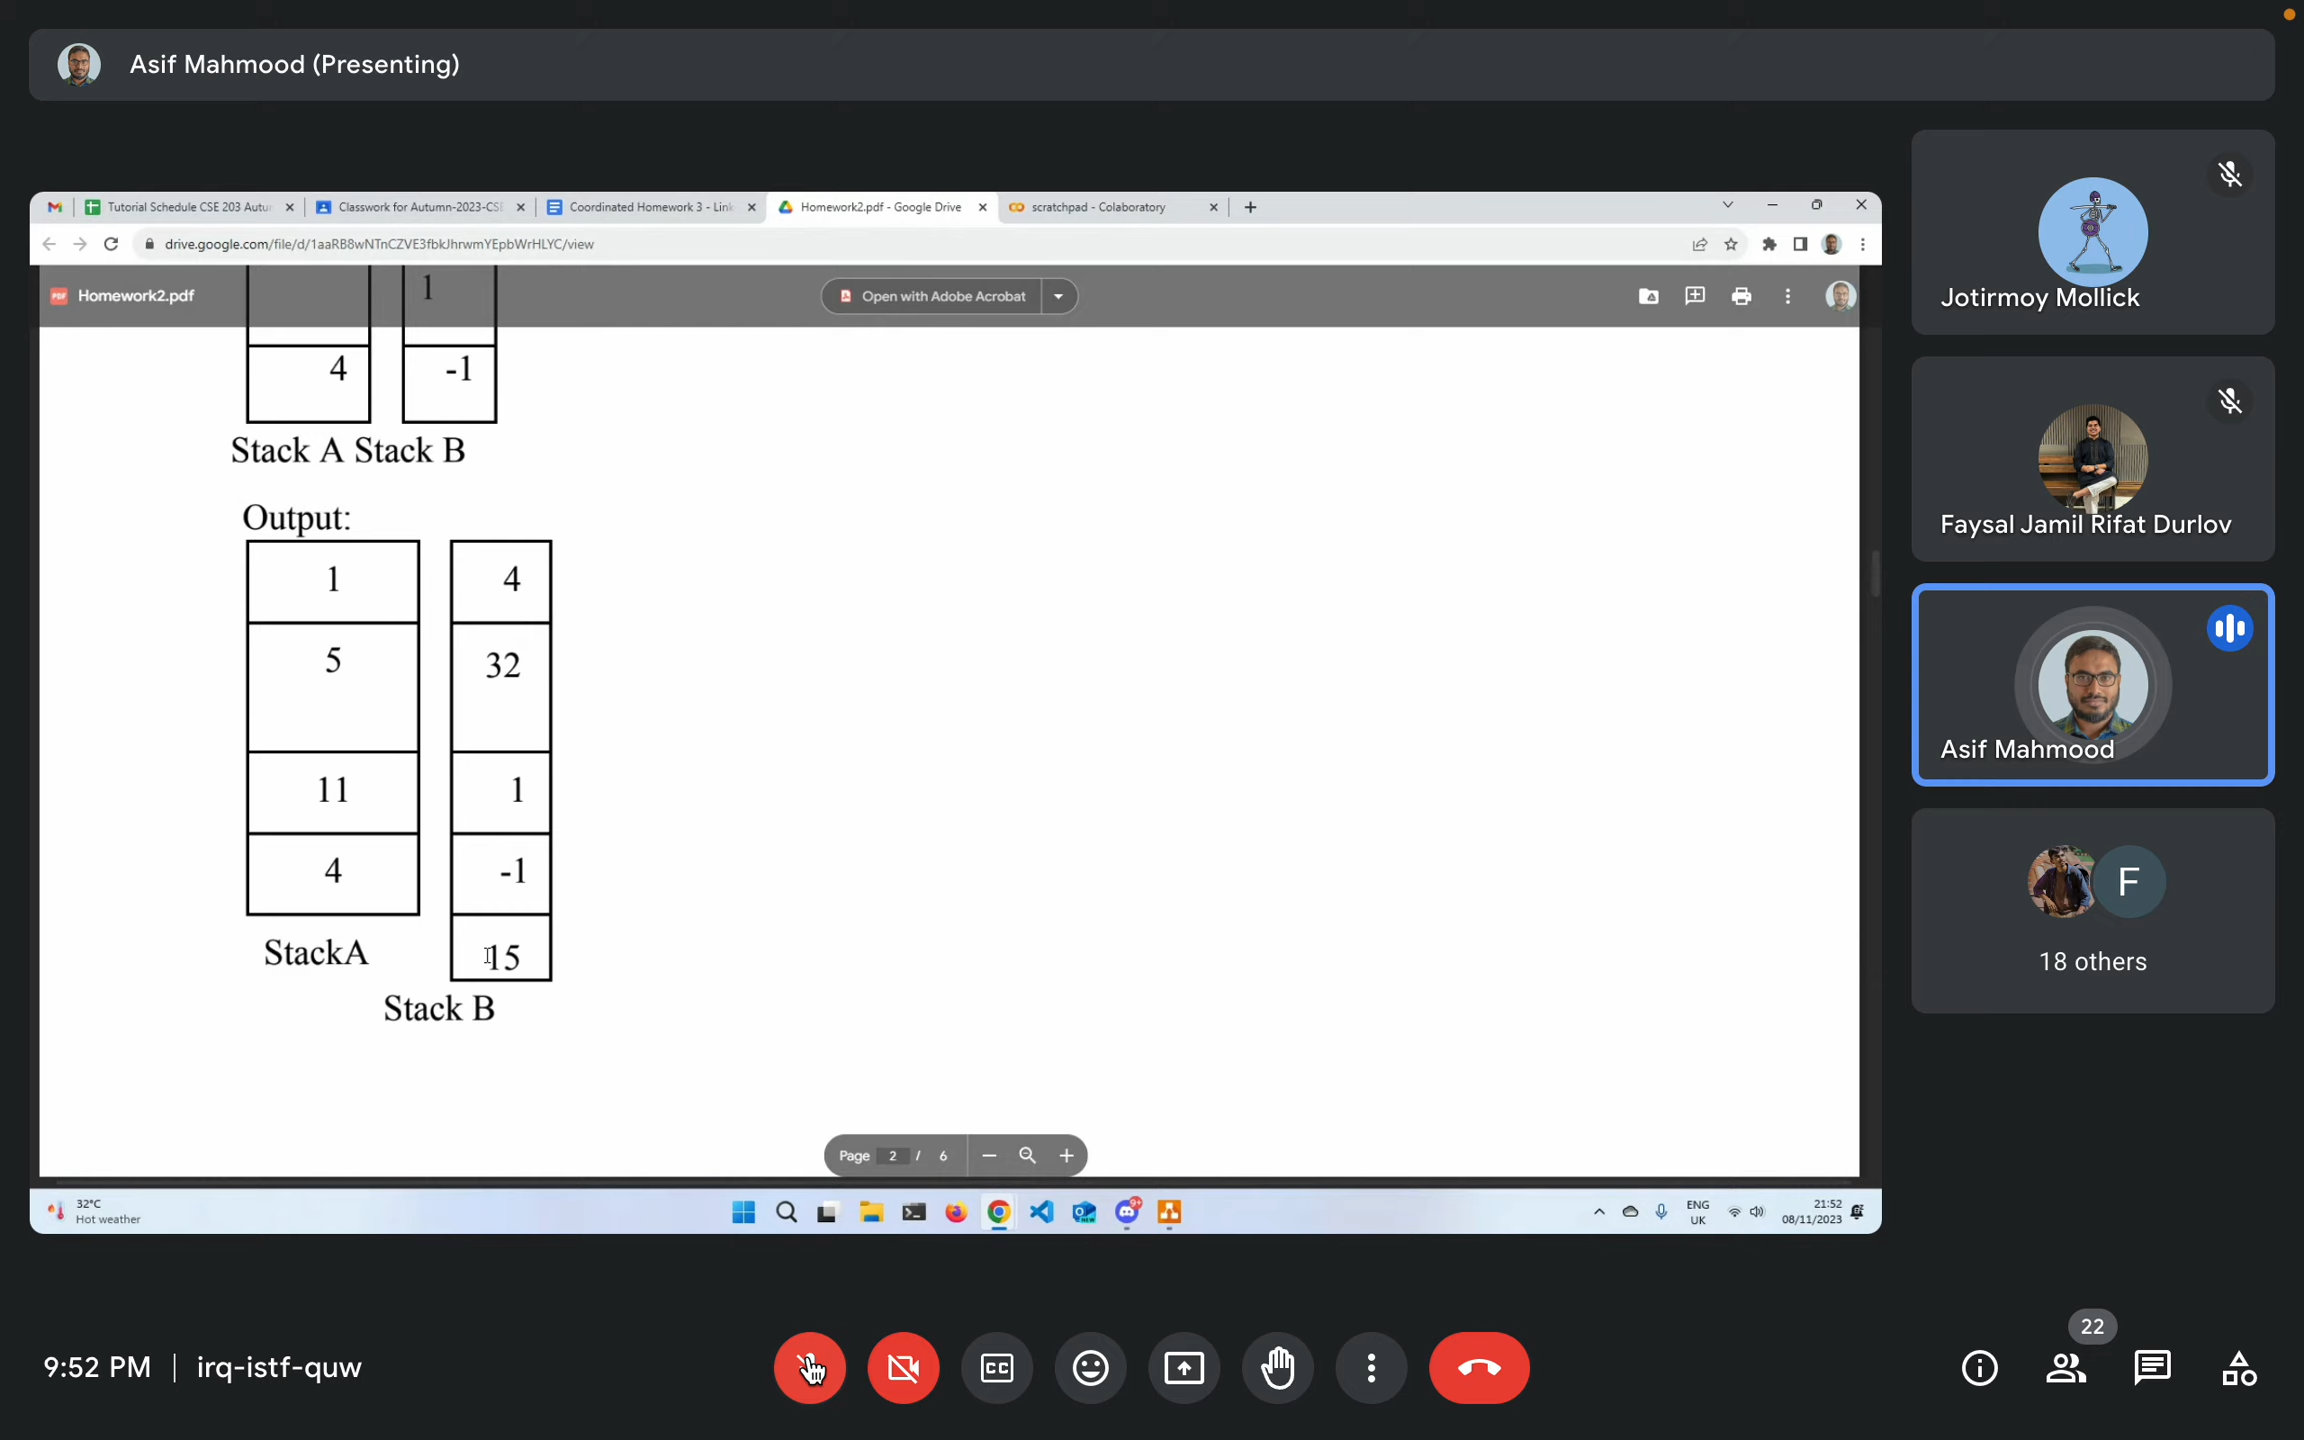 Asif Mahmood (Presenting)
Tutorial Schedule CSE 203 Autun
Classwork for Autumn-2023-CSE
Coordinated Homework 3 - Link
Homework2.pdf - Google Drive
scratchpad - Colaboratory
drive.google.com/file/d/1aaRB8wNTnCZVE3fbkJhrwmYEpbWrHLYC/view
Homework2.pdf
Open with Adobe Acrobat
1
4 -1
Stack A Stack B
Output:
1 4
5 32
11 1
4 -1
15
StackA
Stack B
Page 2 / 6
32°C
Hot weather
ENG
UK
21:52
08/11/2023
Jotirmoy Mollick
Faysal Jamil Rifat Durlov
Asif Mahmood
F
18 others
9:52 PM | irq-istf-quw
CC
22